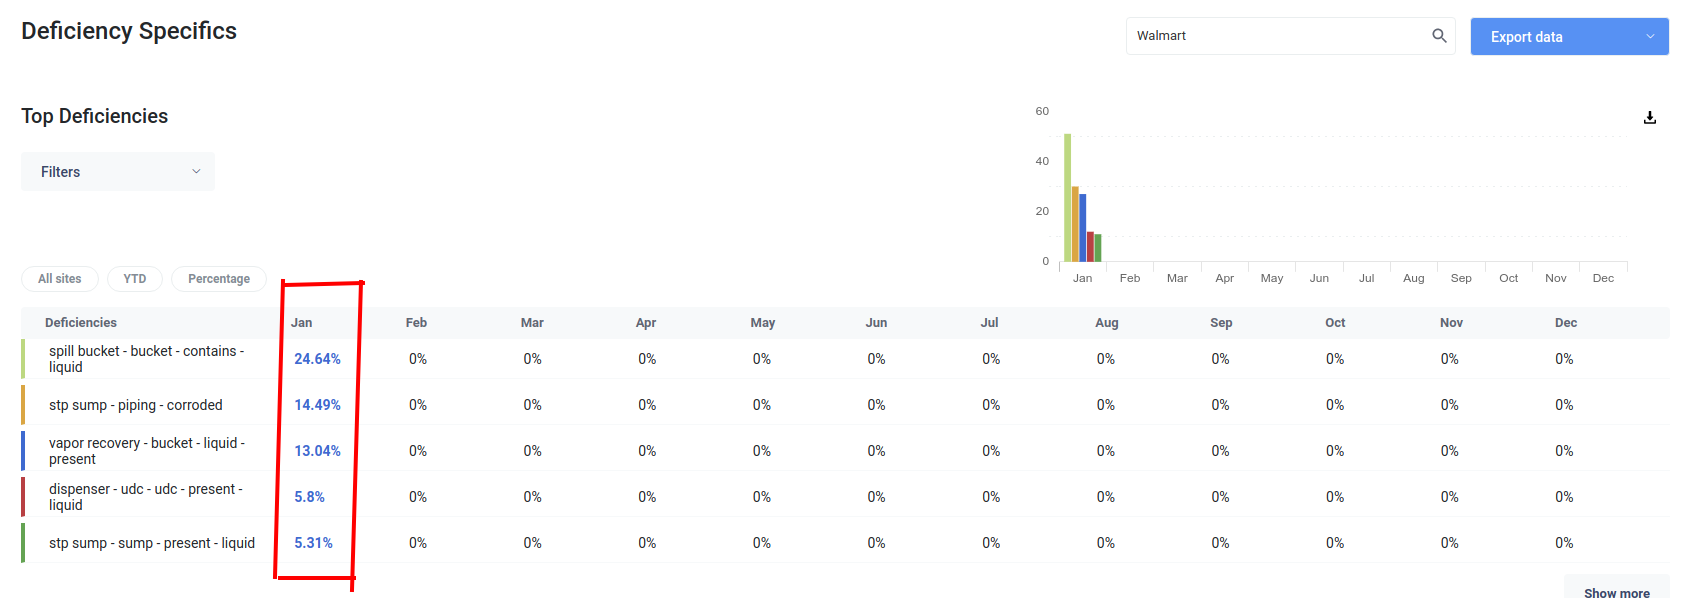 Deficiency Specifics
Walmart
Export data
Top Deficiencies
Filters
60
40
20
0
Jan Feb Mar Apr May Jun Jul Aug Sep Oct Nov Dec
All sites YTD Percentage
Deficiencies Jan Feb Mar Apr May Jun Jul Aug Sep Oct Nov Dec
spill bucket - bucket - contains -
liquid
24.64% 0% 0% 0% 0% 0% 0% 0% 0% 0% 0% 0%
stp sump - piping - corroded 14.49% 0% 0% 0% 0% 0% 0% 0% 0% 0% 0% 0%
vapor recovery - bucket - liquid -
present
13.04% 0% 0% 0% 0% 0% 0% 0% 0% 0% 0% 0%
dispenser - udc - udc - present -
liquid
5.8% 0% 0% 0% 0% 0% 0% 0% 0% 0% 0% 0%
stp sump - sump - present - liquid 5.31% 0% 0% 0% 0% 0% 0% 0% 0% 0% 0% 0%
Show more